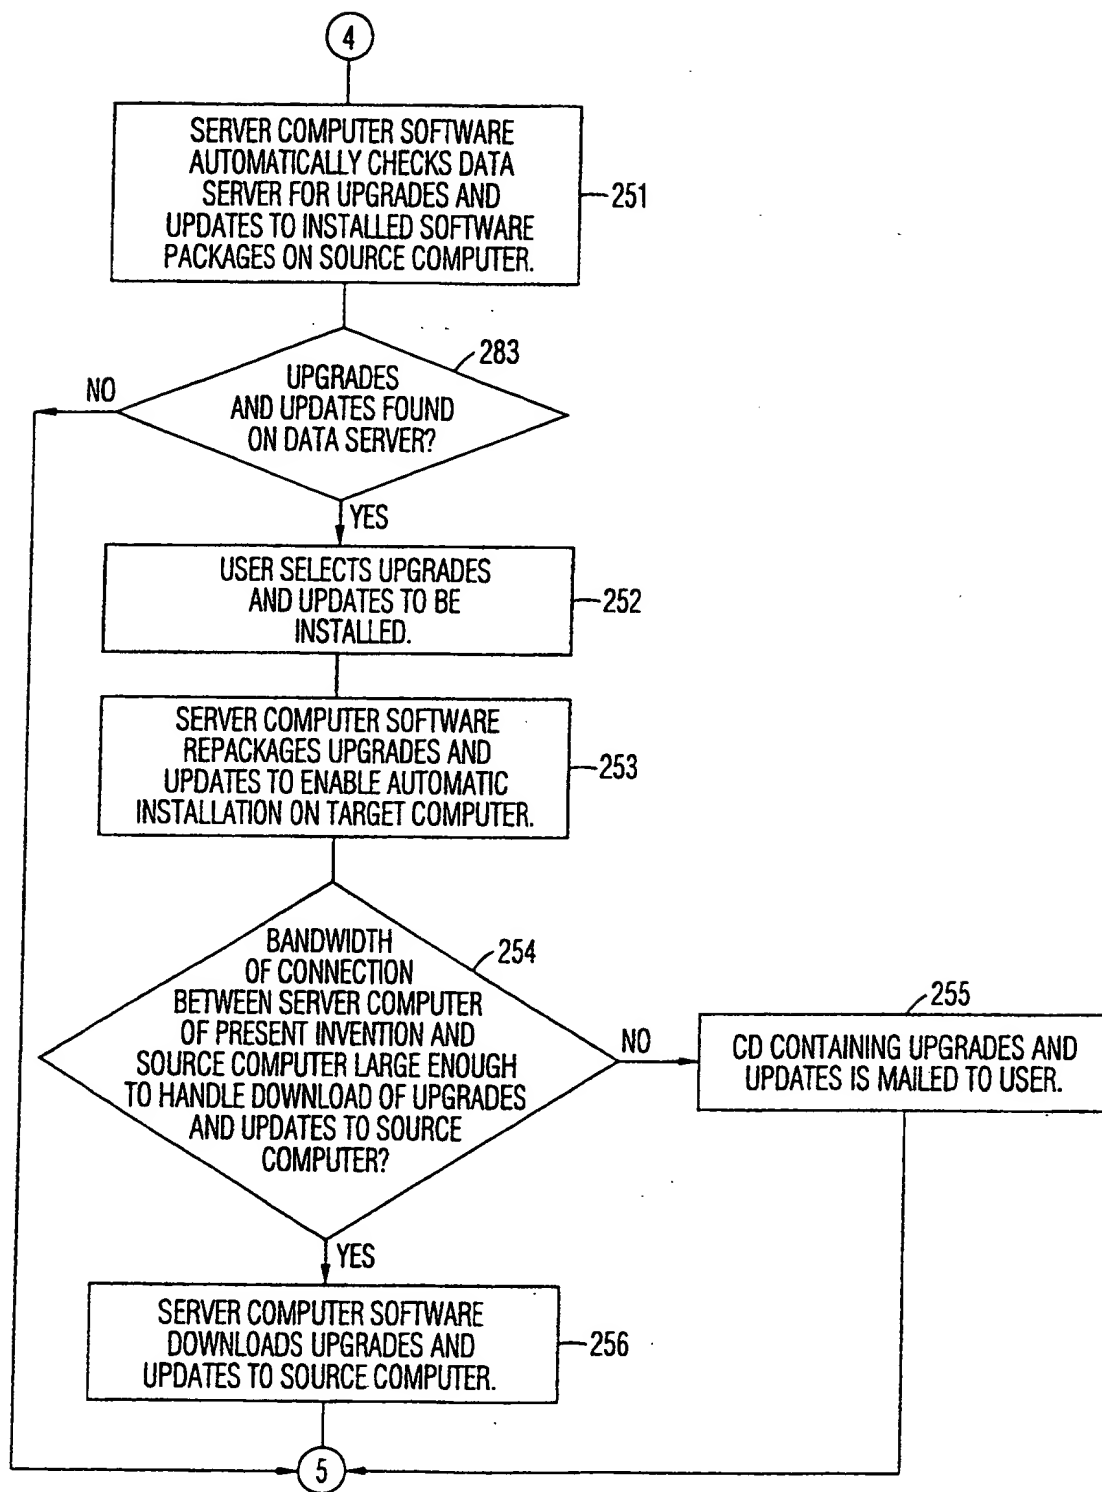 4
SERVER COMPUTER SOFTWARE
AUTOMATICALLY CHECKS DATA
SERVER FOR UPGRADES AND
UPDATES TO INSTALLED SOFTWARE
PACKAGES ON SOURCE COMPUTER.
251
283
UPGRADES
AND UPDATES FOUND
ON DATA SERVER?
NO
YES
USER SELECTS UPGRADES
AND UPDATES TO BE
INSTALLED.
252
SERVER COMPUTER SOFTWARE
REPACKAGES UPGRADES AND
UPDATES TO ENABLE AUTOMATIC
INSTALLATION ON TARGET COMPUTER.
253
254
BANDWIDTH
OF CONNECTION
BETWEEN SERVER COMPUTER
OF PRESENT INVENTION AND
SOURCE COMPUTER LARGE ENOUGH
TO HANDLE DOWNLOAD OF UPGRADES
AND UPDATES TO SOURCE
COMPUTER?
NO
255
CD CONTAINING UPGRADES AND
UPDATES IS MAILED TO USER.
YES
SERVER COMPUTER SOFTWARE
DOWNLOADS UPGRADES AND
UPDATES TO SOURCE COMPUTER.
256
5